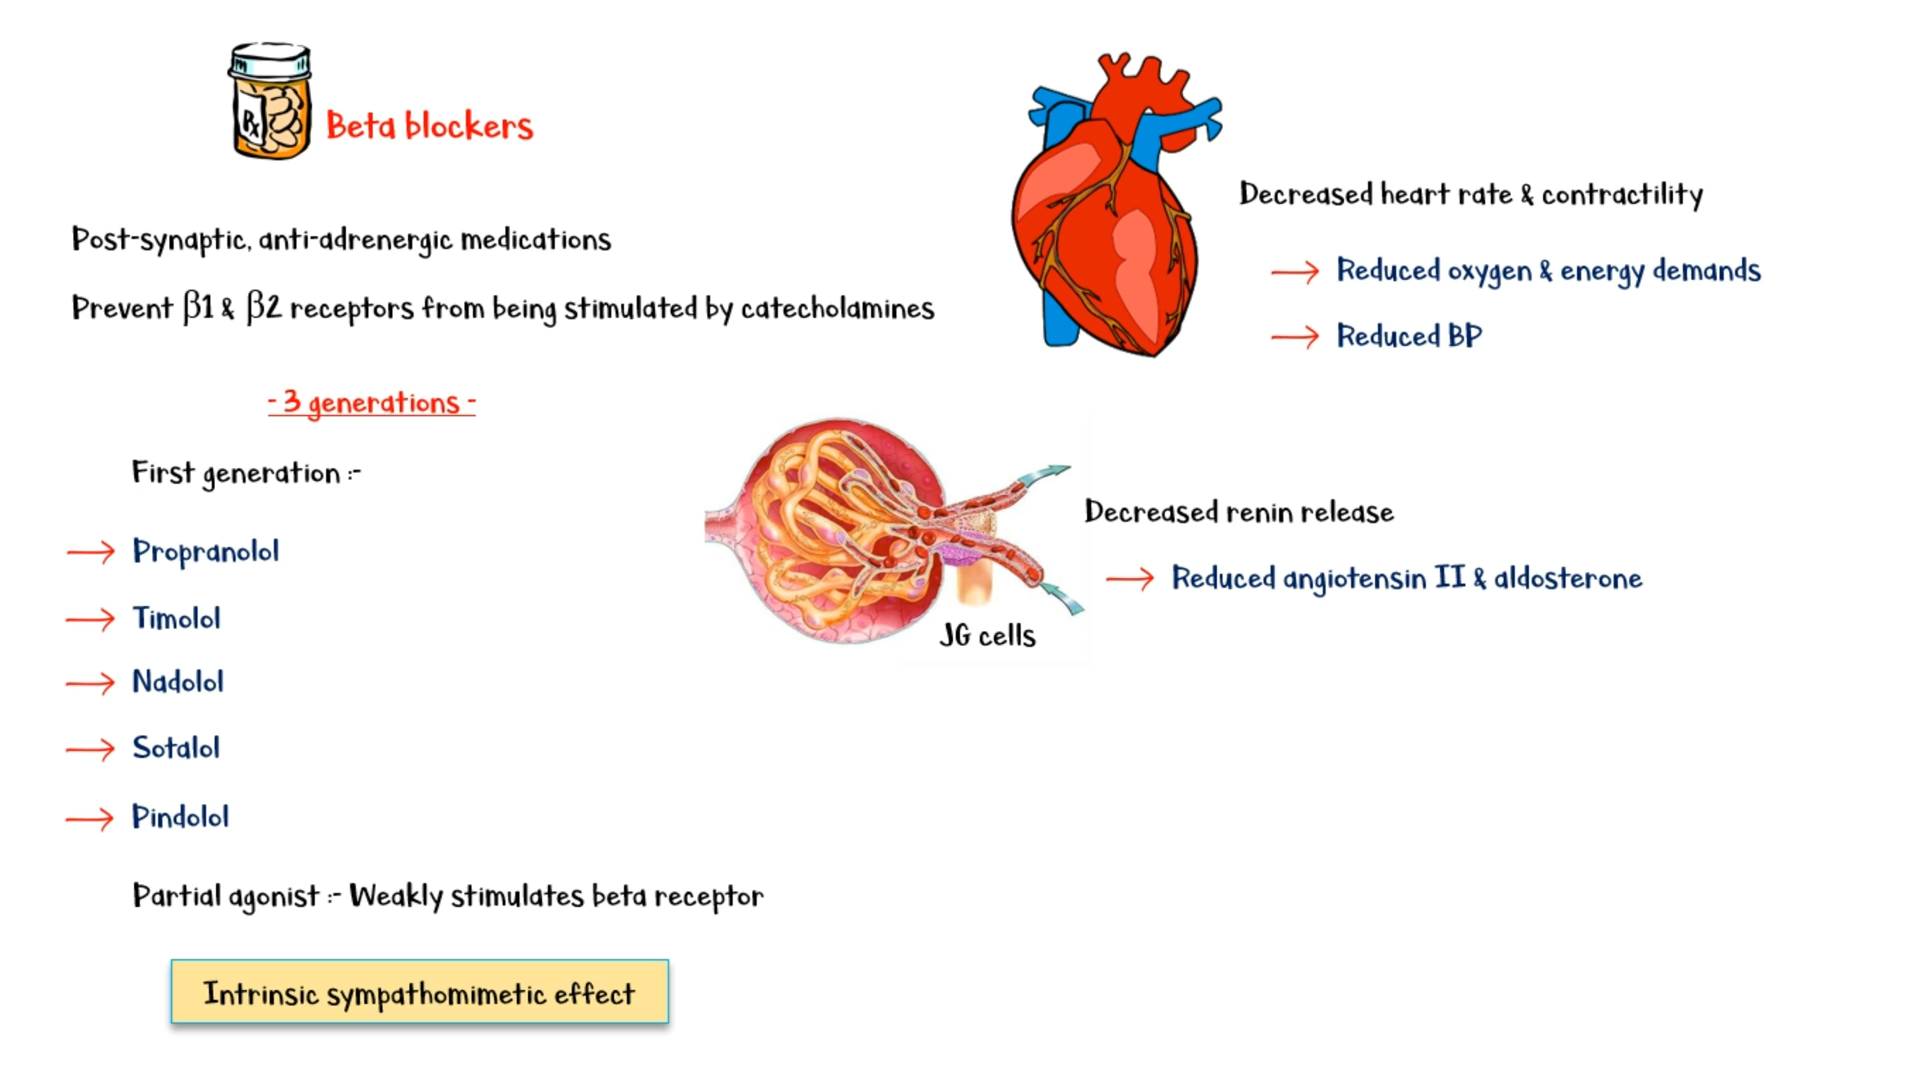 Rx
Beta blockers
Post-synaptic, anti-adrenergic medications
Prevent β1 & β2 receptors from being stimulated by catecholamines
- 3 generations -
First generation :-
→ Propranolol
→ Timolol
→ Nadolol
→ Sotalol
→ Pindolol
Partial agonist :- Weakly stimulates beta receptor
Intrinsic sympathomimetic effect
Decreased heart rate & contractility
→ Reduced oxygen & energy demands
→ Reduced BP
Decreased renin release
→ Reduced angiotensin II & aldosterone
JG cells